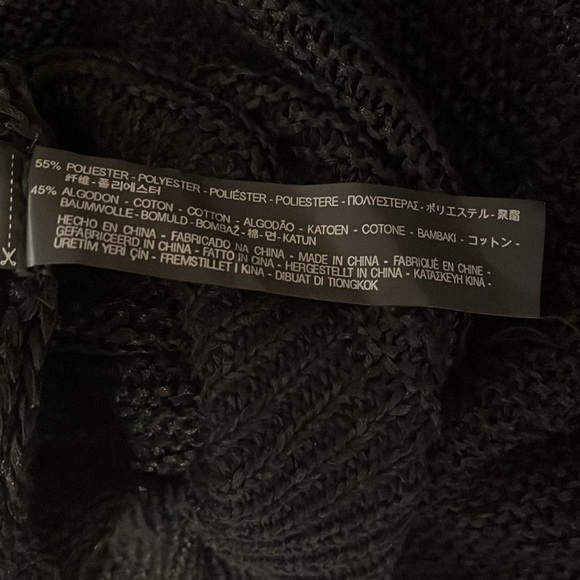 55% POLIESTER - POLYESTER - POLIÉSTER - POLIESTERE - ΠΟΛΥΕΣΤΕΡΑΣ - ポリエステル - 聚酯
纤维 - 폴리에스터
45% ALGODON - COTON - COTTON - ALGODÃO - KATOEN - COTONE - BAMBAKI - コットン -
BAUMWOLLE - BOMULD - BOMBAŽ - 棉 - 면 - KATUN
HECHO EN CHINA - FABRICADO NA CHINA - MADE IN CHINA - FABRIQUÉ EN CHINE -
GEFABRICEERD IN CHINA - FATTO IN CINA - HERGESTELLT IN CHINA - ΚΑΤΑΣΚΕΥΗ ΚΙΝΑ -
ÜRETİM YERİ ÇİN - FREMSTILLET I KINA - DIBUAT DI TIONGKOK